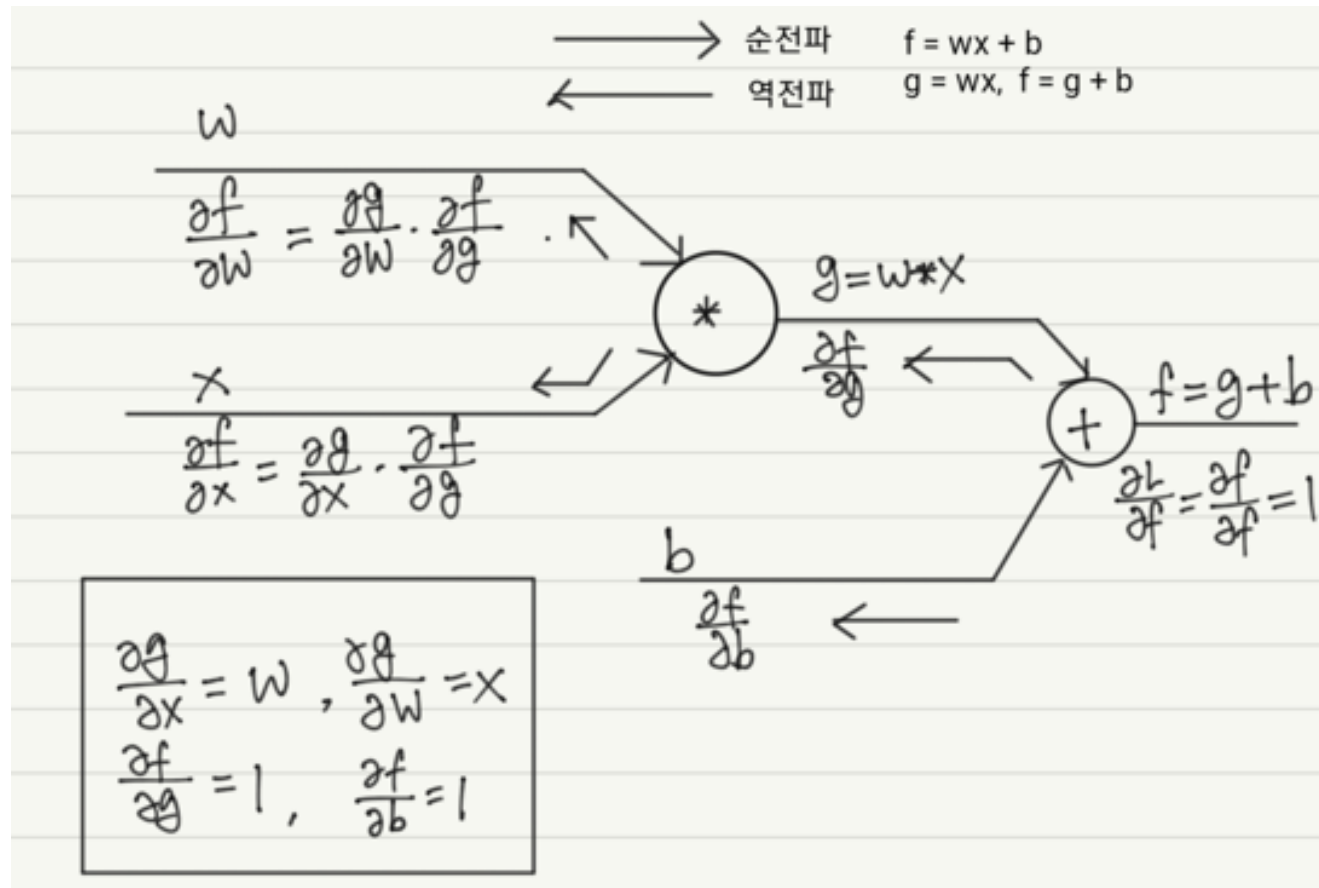 순전파 f = wx + b
역전파 g = wx, f = g + b
w
∂f/∂w = ∂g/∂w · ∂f/∂g
*
g=w*x
x
∂f/∂x = ∂g/∂x · ∂f/∂g
∂f/∂g
+
f=g+b
∂L/∂f = ∂f/∂f = 1
b
∂f/∂b
∂g/∂x = w , ∂g/∂w = x
∂f/∂g = 1 , ∂f/∂b = 1